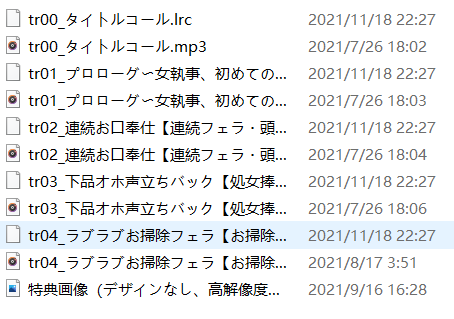 tr00_タイトルコール.lrc 2021/11/18 22:27
tr00_タイトルコール.mp3 2021/7/26 18:02
tr01_プロローグ〜女執事、初めての... 2021/11/18 22:27
tr01_プロローグ〜女執事、初めての... 2021/7/26 18:03
tr02_連続お口奉仕【連続フェラ・頭... 2021/11/18 22:27
tr02_連続お口奉仕【連続フェラ・頭... 2021/7/26 18:04
tr03_下品オホ声立ちバック【処女捧... 2021/11/18 22:27
tr03_下品オホ声立ちバック【処女捧... 2021/7/26 18:06
tr04_ラブラブお掃除フェラ【お掃除... 2021/11/18 22:27
tr04_ラブラブお掃除フェラ【お掃除... 2021/8/17 3:51
特典画像（デザインなし、高解像度... 2021/9/16 16:28